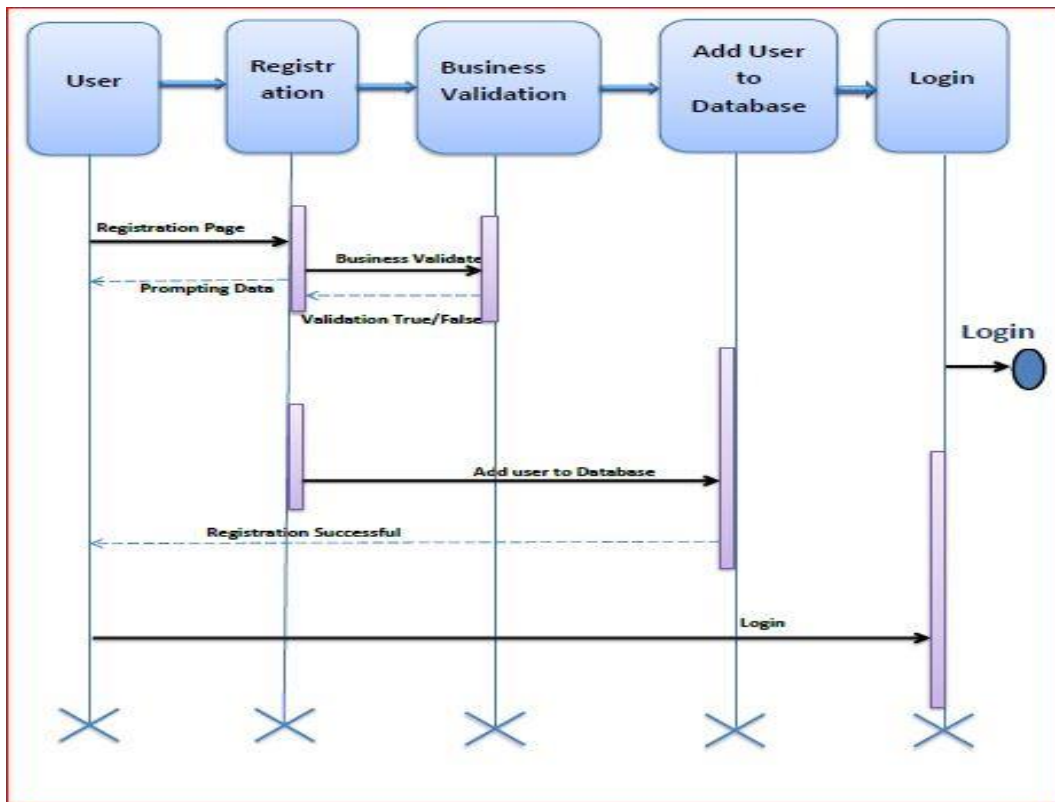 User
Registr
ation
Business
Validation
Add User
to
Database
Login
Registration Page
Business Validate
Prompting Data
Validation True/False
Login
Add user to Database
Registration Successful
Login